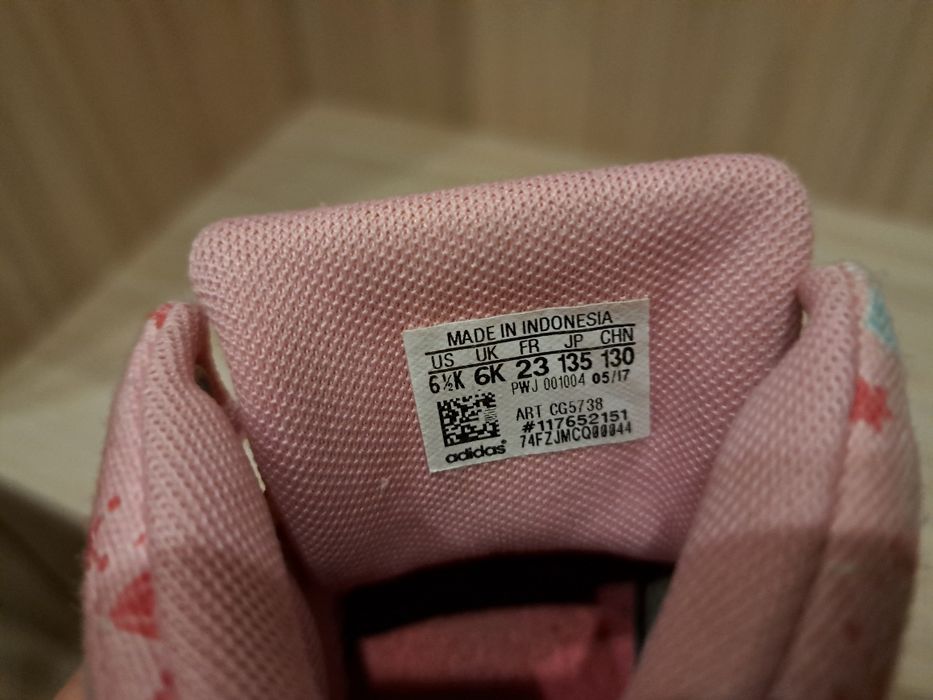 MADE IN INDONESIA
US UK FR JP CHN
6½K 6K 23 135 130
PWJ 001004 05/17
ART CG5738
#117652151
74FZJMCQ00044
adidas